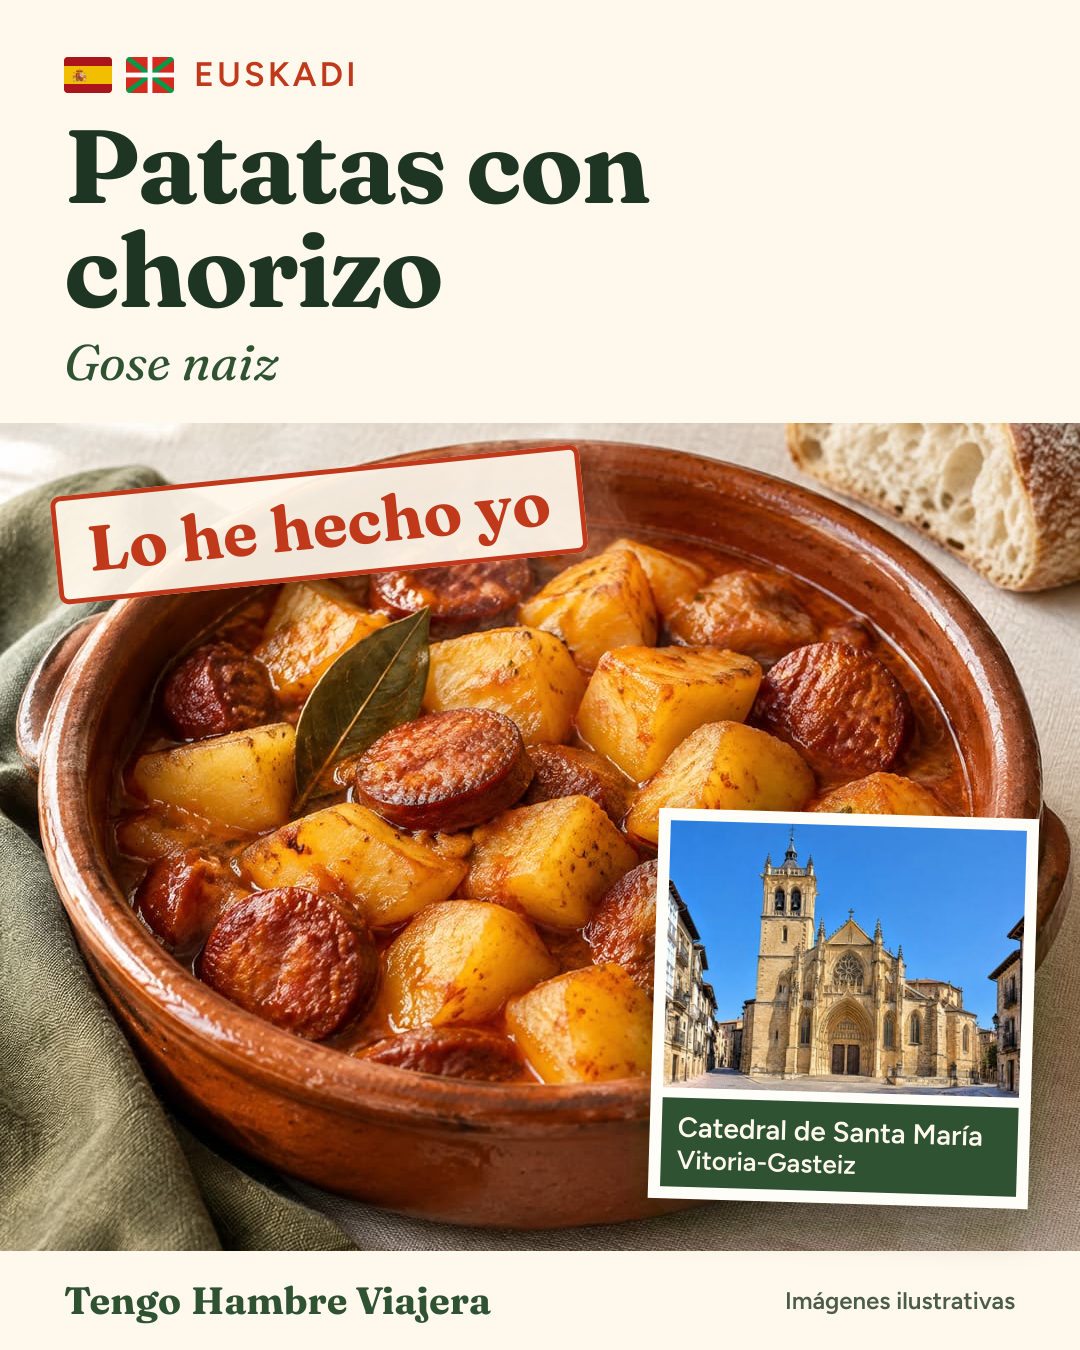 EUSKADI
Patatas con
chorizo
Gose naiz
Lo he hecho yo
Catedral de Santa María
Vitoria-Gasteiz
Tengo Hambre Viajera
Imágenes ilustrativas